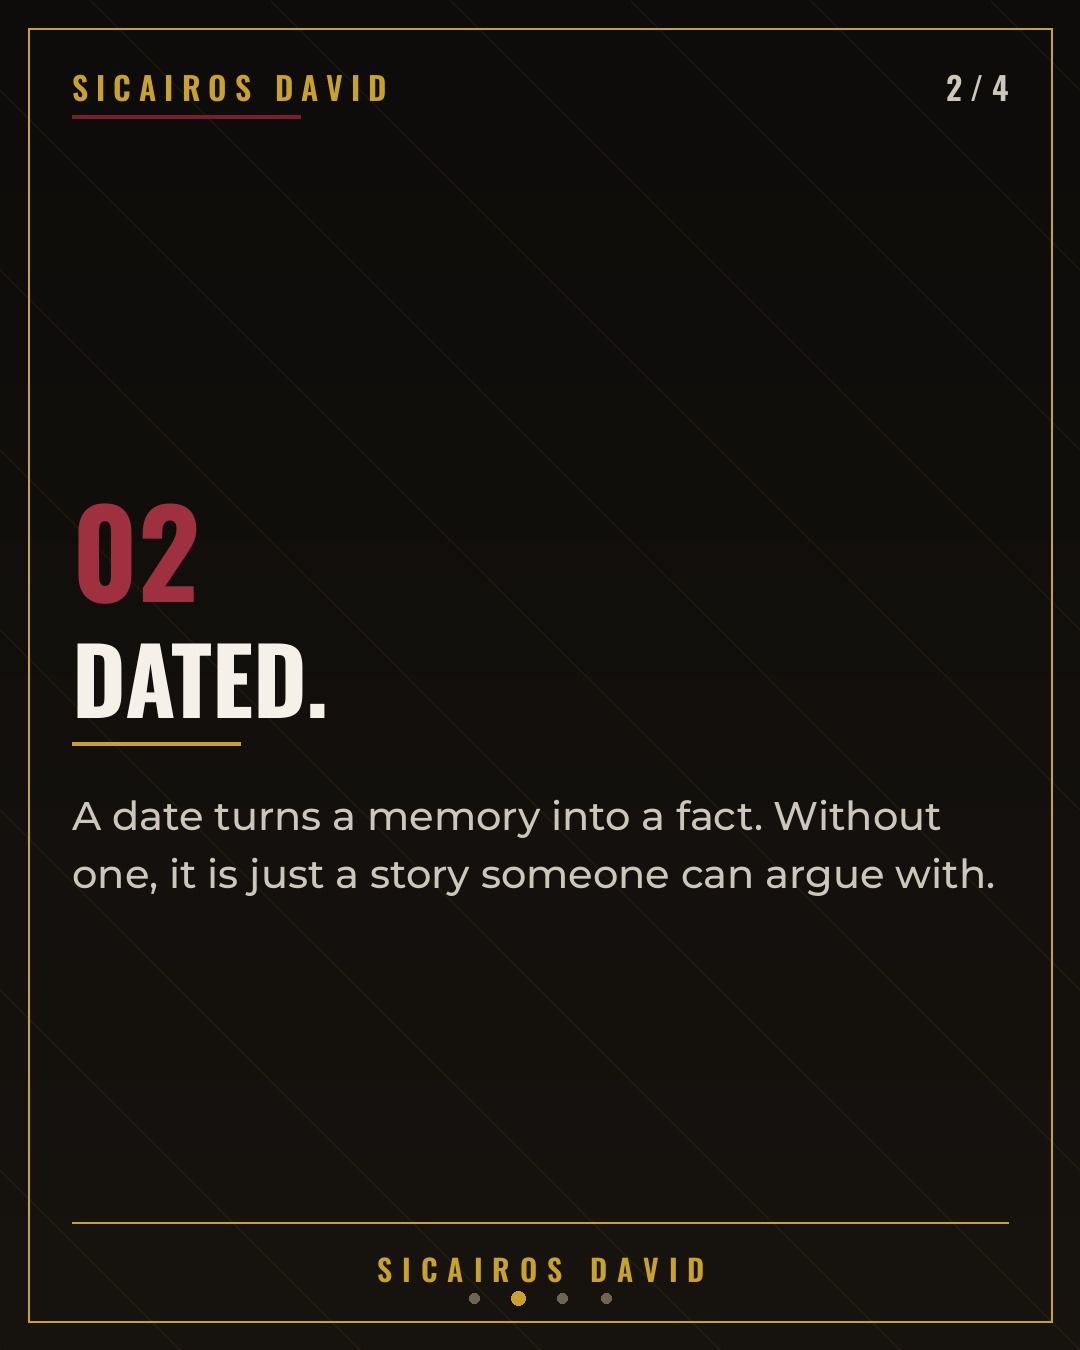 SICAIROS DAVID
2 / 4
02
DATED.
A date turns a memory into a fact. Without
one, it is just a story someone can argue with.
SICAIROS DAVID